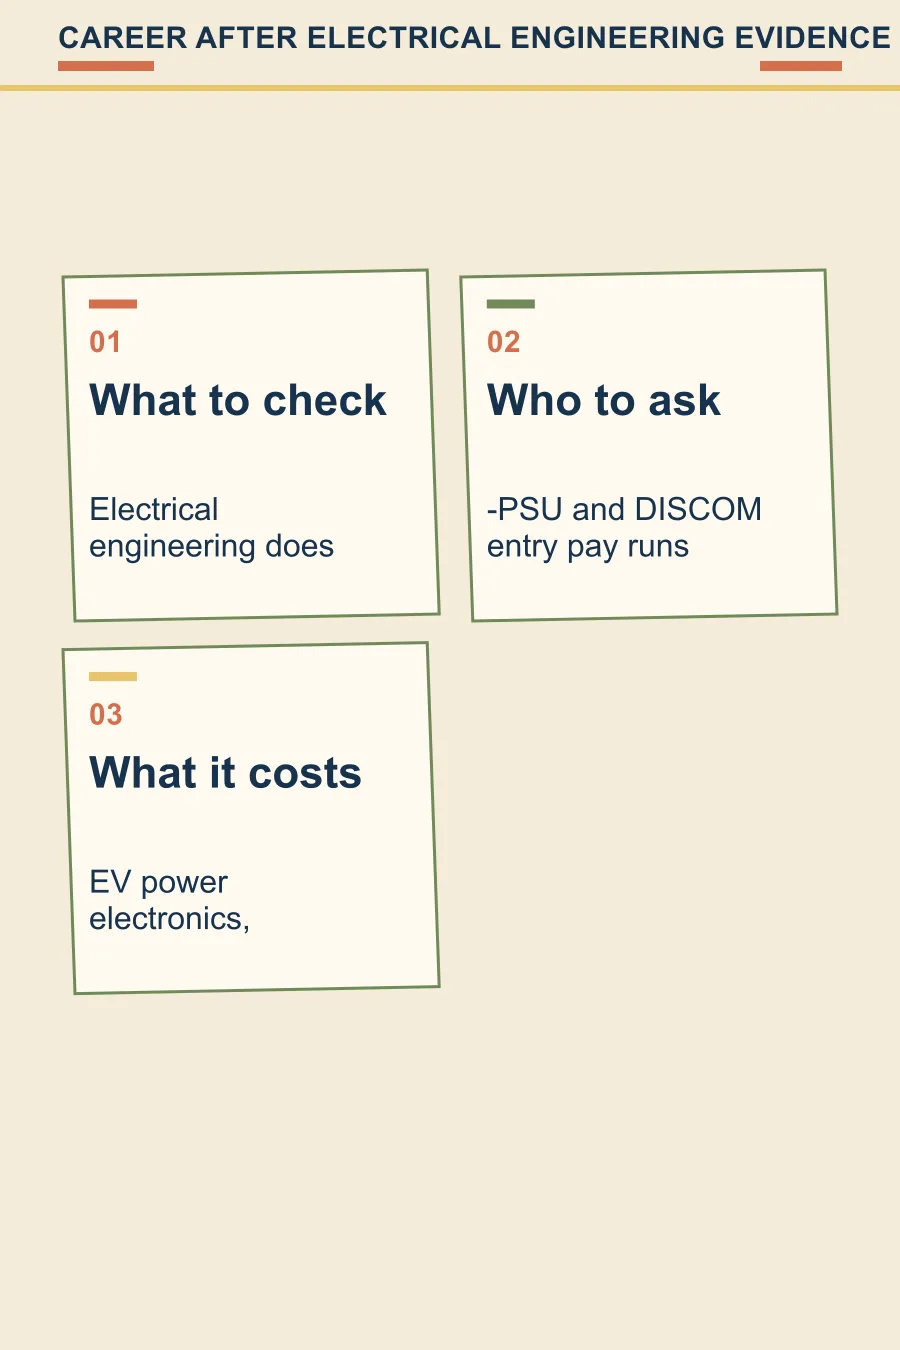 CAREER AFTER ELECTRICAL ENGINEERING EVIDENCE
01
What to check
Electrical
engineering does
02
Who to ask
-PSU and DISCOM
entry pay runs
03
What it costs
EV power
electronics,